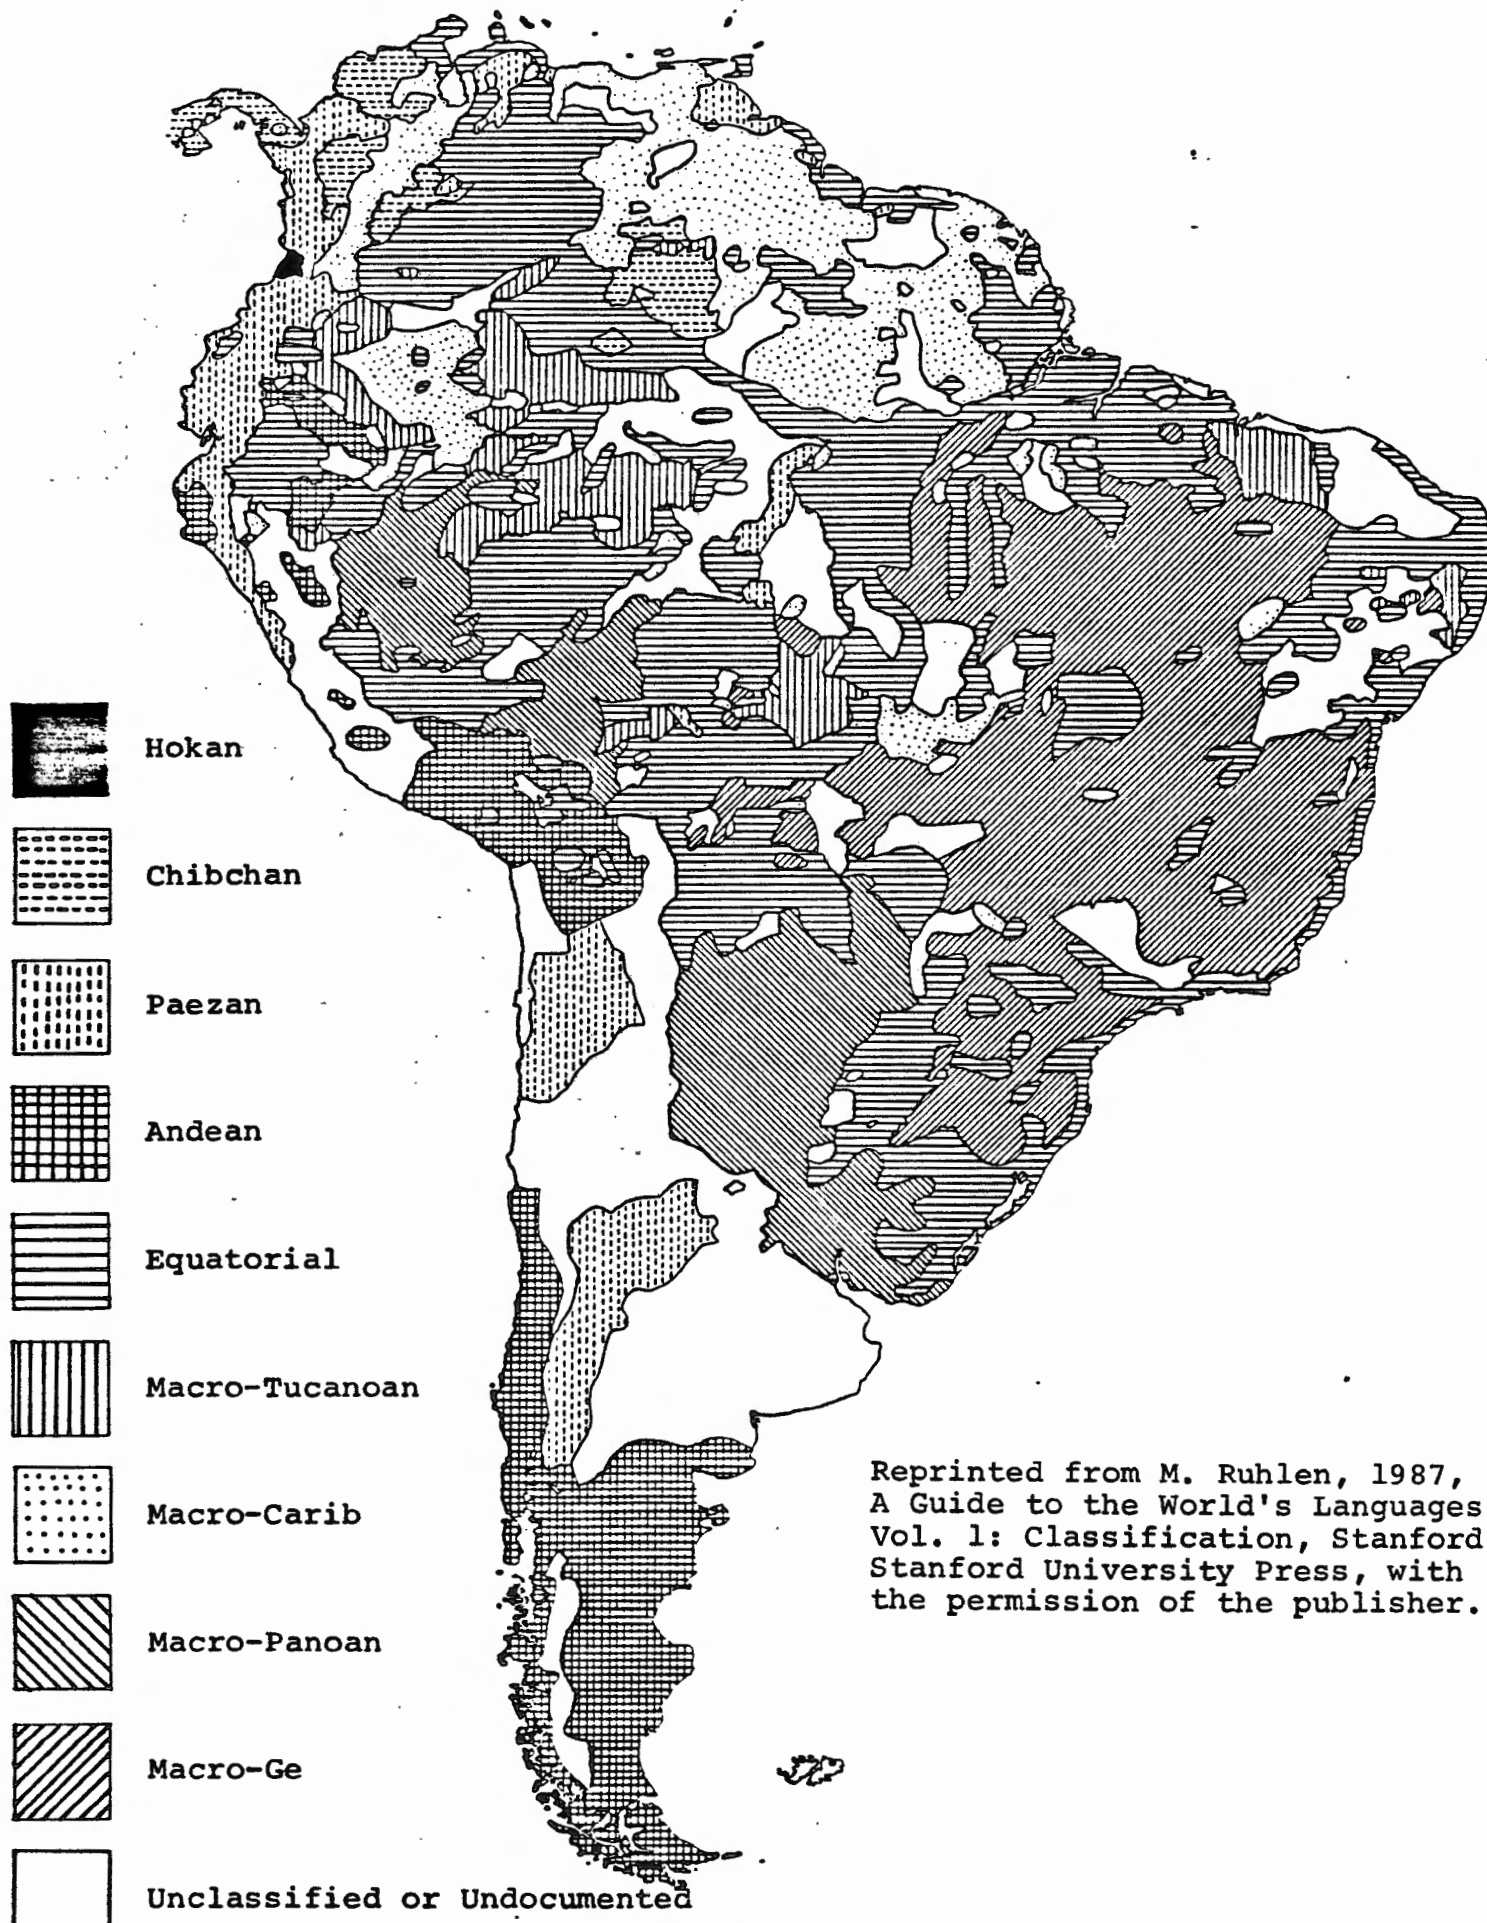 Hokan
Chibchan
Paezan
Andean
Equatorial
Macro-Tucanoan
Macro-Carib
Macro-Panoan
Macro-Ge
Unclassified or Undocumented
Reprinted from M. Ruhlen, 1987,
A Guide to the World's Languages
Vol. 1: Classification, Stanford
Stanford University Press, with
the permission of the publisher.